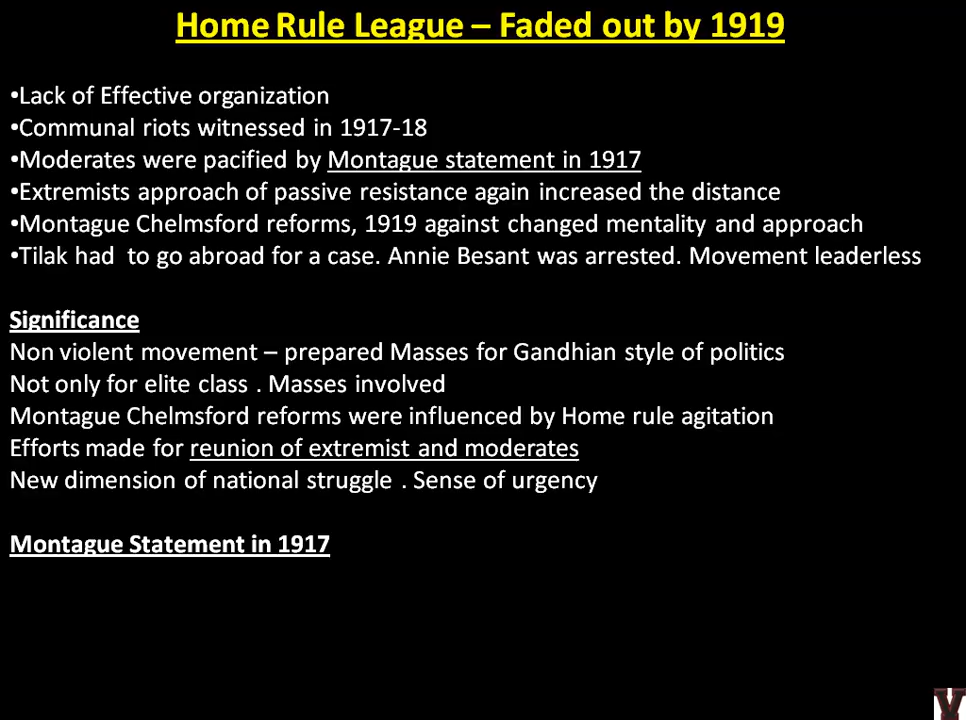 Home Rule League – Faded out by 1919
•Lack of Effective organization
•Communal riots witnessed in 1917-18
•Moderates were pacified by Montague statement in 1917
•Extremists approach of passive resistance again increased the distance
•Montague Chelmsford reforms, 1919 against changed mentality and approach
•Tilak had  to go abroad for a case. Annie Besant was arrested. Movement leaderless
Significance
Non violent movement – prepared Masses for Gandhian style of politics
Not only for elite class . Masses involved
Montague Chelmsford reforms were influenced by Home rule agitation
Efforts made for reunion of extremist and moderates
New dimension of national struggle . Sense of urgency
Montague Statement in 1917